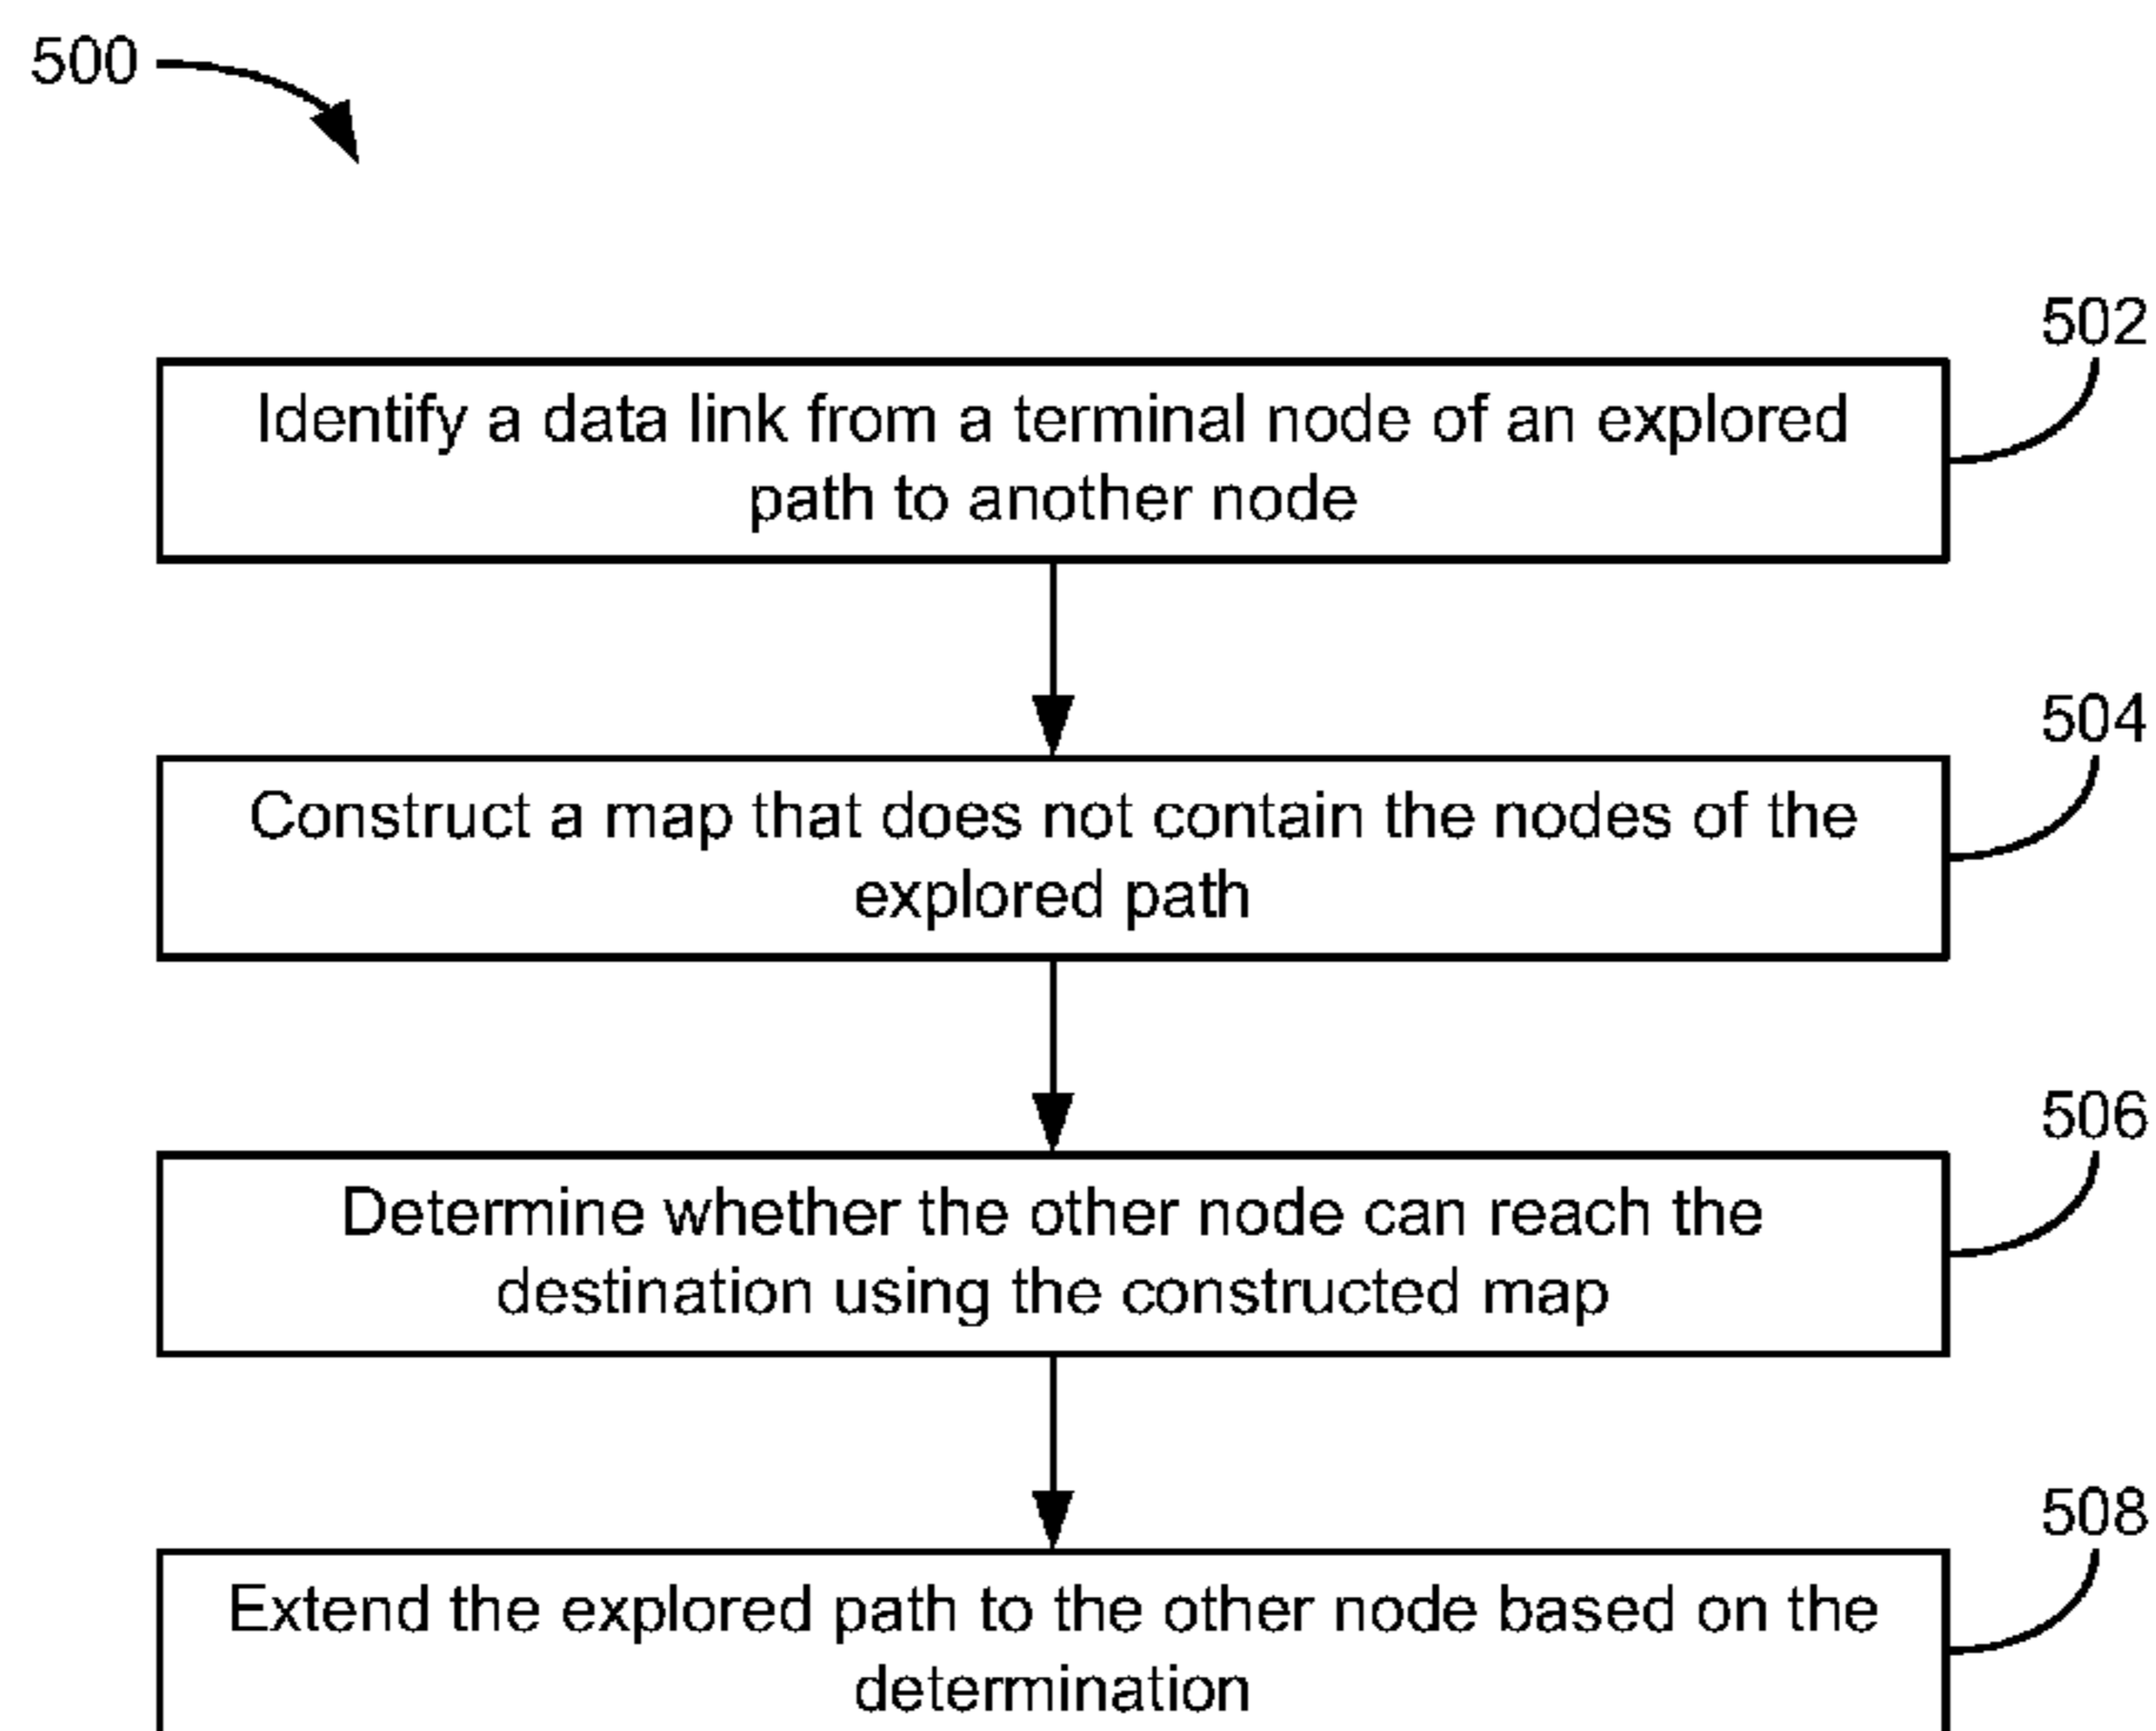 500
502
Identify a data link from a terminal node of an explored
path to another node
504
Construct a map that does not contain the nodes of the
explored path
506
Determine whether the other node can reach the
destination using the constructed map
508
Extend the explored path to the other node based on the
determination